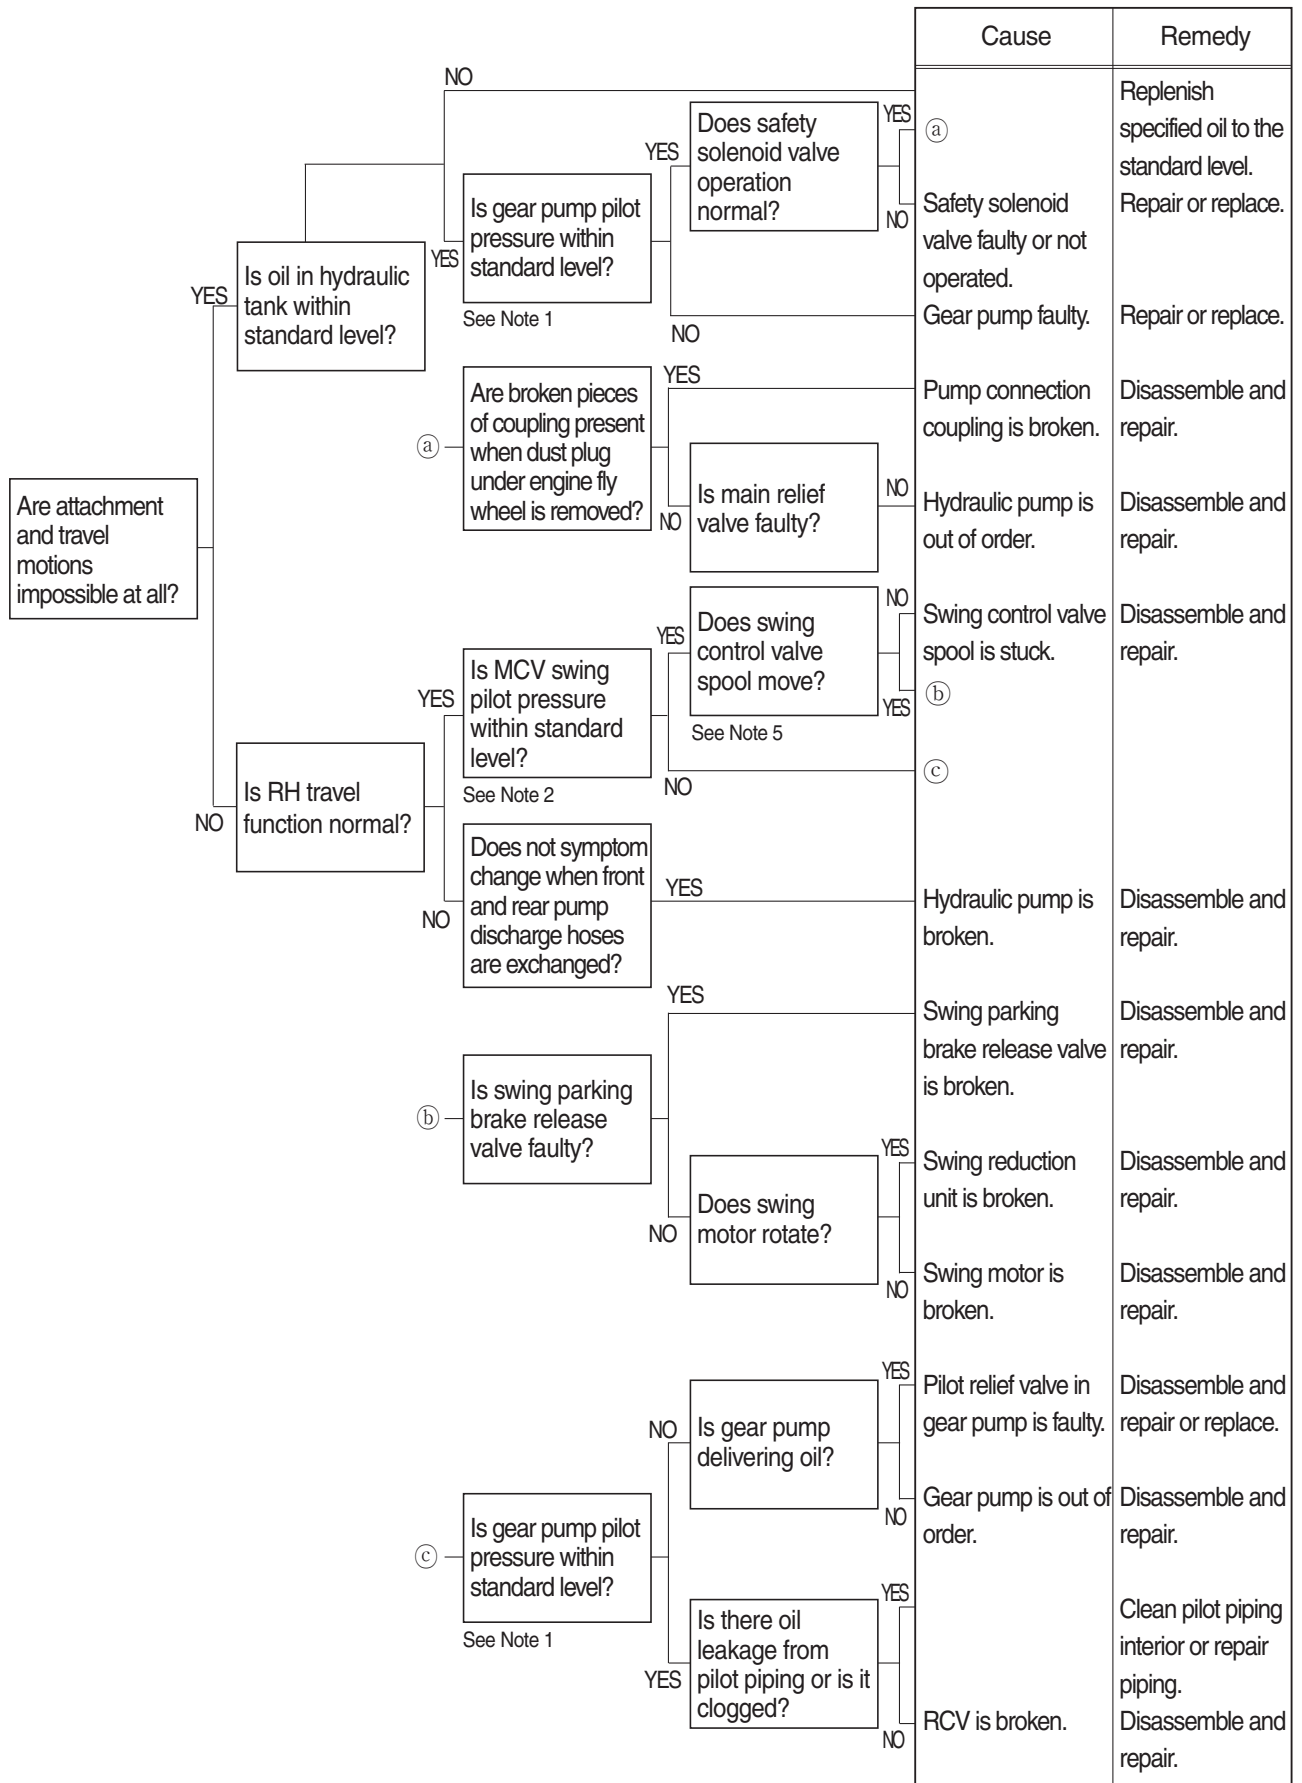 Cause
Remedy
NO
Replenish
specified oil to the
standard level.
Does safety
solenoid valve
operation
normal?
YES
YES
ⓐ
NO
Safety solenoid
valve faulty or not
operated.
Repair or replace.
Is gear pump pilot
pressure within
standard level?
YES
See Note 1
NO
Gear pump faulty.
Repair or replace.
YES
Is oil in hydraulic
tank within
standard level?
ⓐ
Are broken pieces
of coupling present
when dust plug
under engine fly
wheel is removed?
YES
Pump connection
coupling is broken.
Disassemble and
repair.
NO
Is main relief
valve faulty?
NO
Hydraulic pump is
out of order.
Disassemble and
repair.
Are attachment
and travel
motions
impossible at all?
YES
Does swing
control valve
spool move?
See Note 5
NO
Swing control valve
spool is stuck.
Disassemble and
repair.
YES
ⓑ
YES
Is MCV swing
pilot pressure
within standard
level?
See Note 2
NO
ⓒ
NO
Is RH travel
function normal?
NO
Does not symptom
change when front
and rear pump
discharge hoses
are exchanged?
YES
Hydraulic pump is
broken.
Disassemble and
repair.
YES
Swing parking
brake release valve
is broken.
Disassemble and
repair.
ⓑ
Is swing parking
brake release
valve faulty?
NO
Does swing
motor rotate?
YES
Swing reduction
unit is broken.
Disassemble and
repair.
NO
Swing motor is
broken.
Disassemble and
repair.
NO
Is gear pump
delivering oil?
YES
Pilot relief valve in
gear pump is faulty.
Disassemble and
repair or replace.
NO
Gear pump is out of
order.
Disassemble and
repair.
ⓒ
Is gear pump pilot
pressure within
standard level?
See Note 1
YES
Is there oil
leakage from
pilot piping or is it
clogged?
YES
Clean pilot piping
interior or repair
piping.
NO
RCV is broken.
Disassemble and
repair.